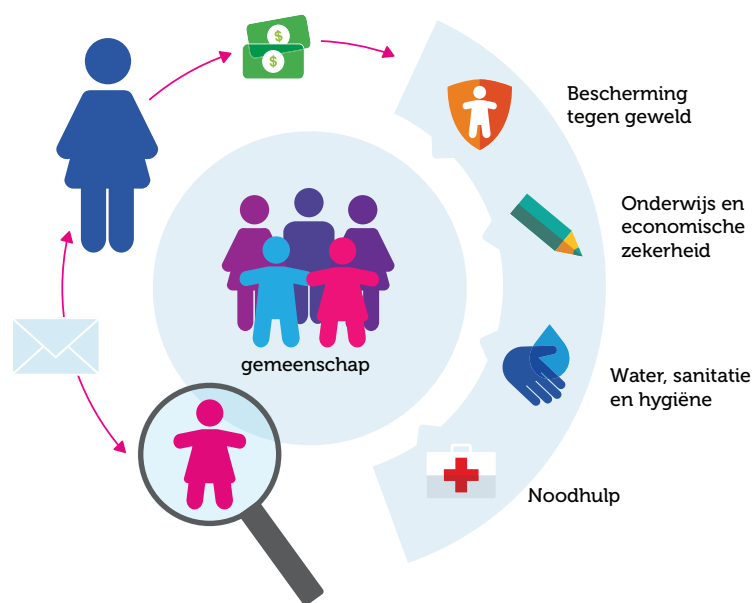 $
$
Bescherming
tegen geweld
Onderwijs en
economische
zekerheid
gemeenschap
Water, sanitatie
en hygiëne
Noodhulp